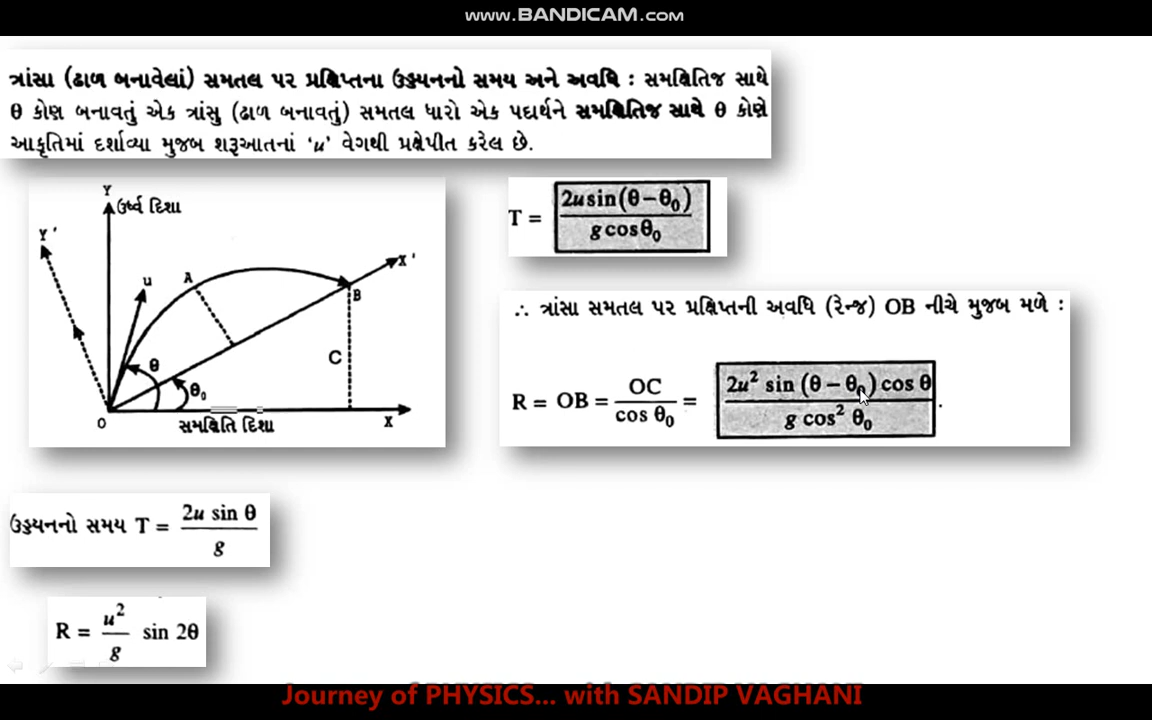 www.BANDICAM.com
ત્રાંસા (ઢાળ બનાવેલાં) સમતલ પર પ્રક્ષિપ્તના ઉડ્ડયનનો સમય અને અવધિ : સમક્ષિતિજ સાથે
θ કોણ બનાવતું એક ત્રાંસુ (ઢાળ બનાવતું) સમતલ ધારો એક પદાર્થને સમક્ષિતિજ સાથે θ કોણે
આકૃતિમાં દર્શાવ્યા મુજબ શરૂઆતનાં ‘u’ વેગથી પ્રક્ષેપીત કરેલ છે.
Y
ઉર્ધ્વ દિશા
Y'
u
A
X'
B
C
θ
θ₀
O
સમક્ષિતિ દિશા
X
T = 2u sin(θ – θ₀) / g cos θ₀
∴ ત્રાંસા સમતલ પર પ્રક્ષિપ્તની અવધિ (રેન્જ) OB નીચે મુજબ મળે :
R = OB = OC / cos θ₀ = 2u² sin (θ – θ₀) cos θ / g cos² θ₀ .
ઉડ્ડયનનો સમય T = 2u sin θ / g
R = u² / g sin 2θ
Journey of PHYSICS... with SANDIP VAGHANI